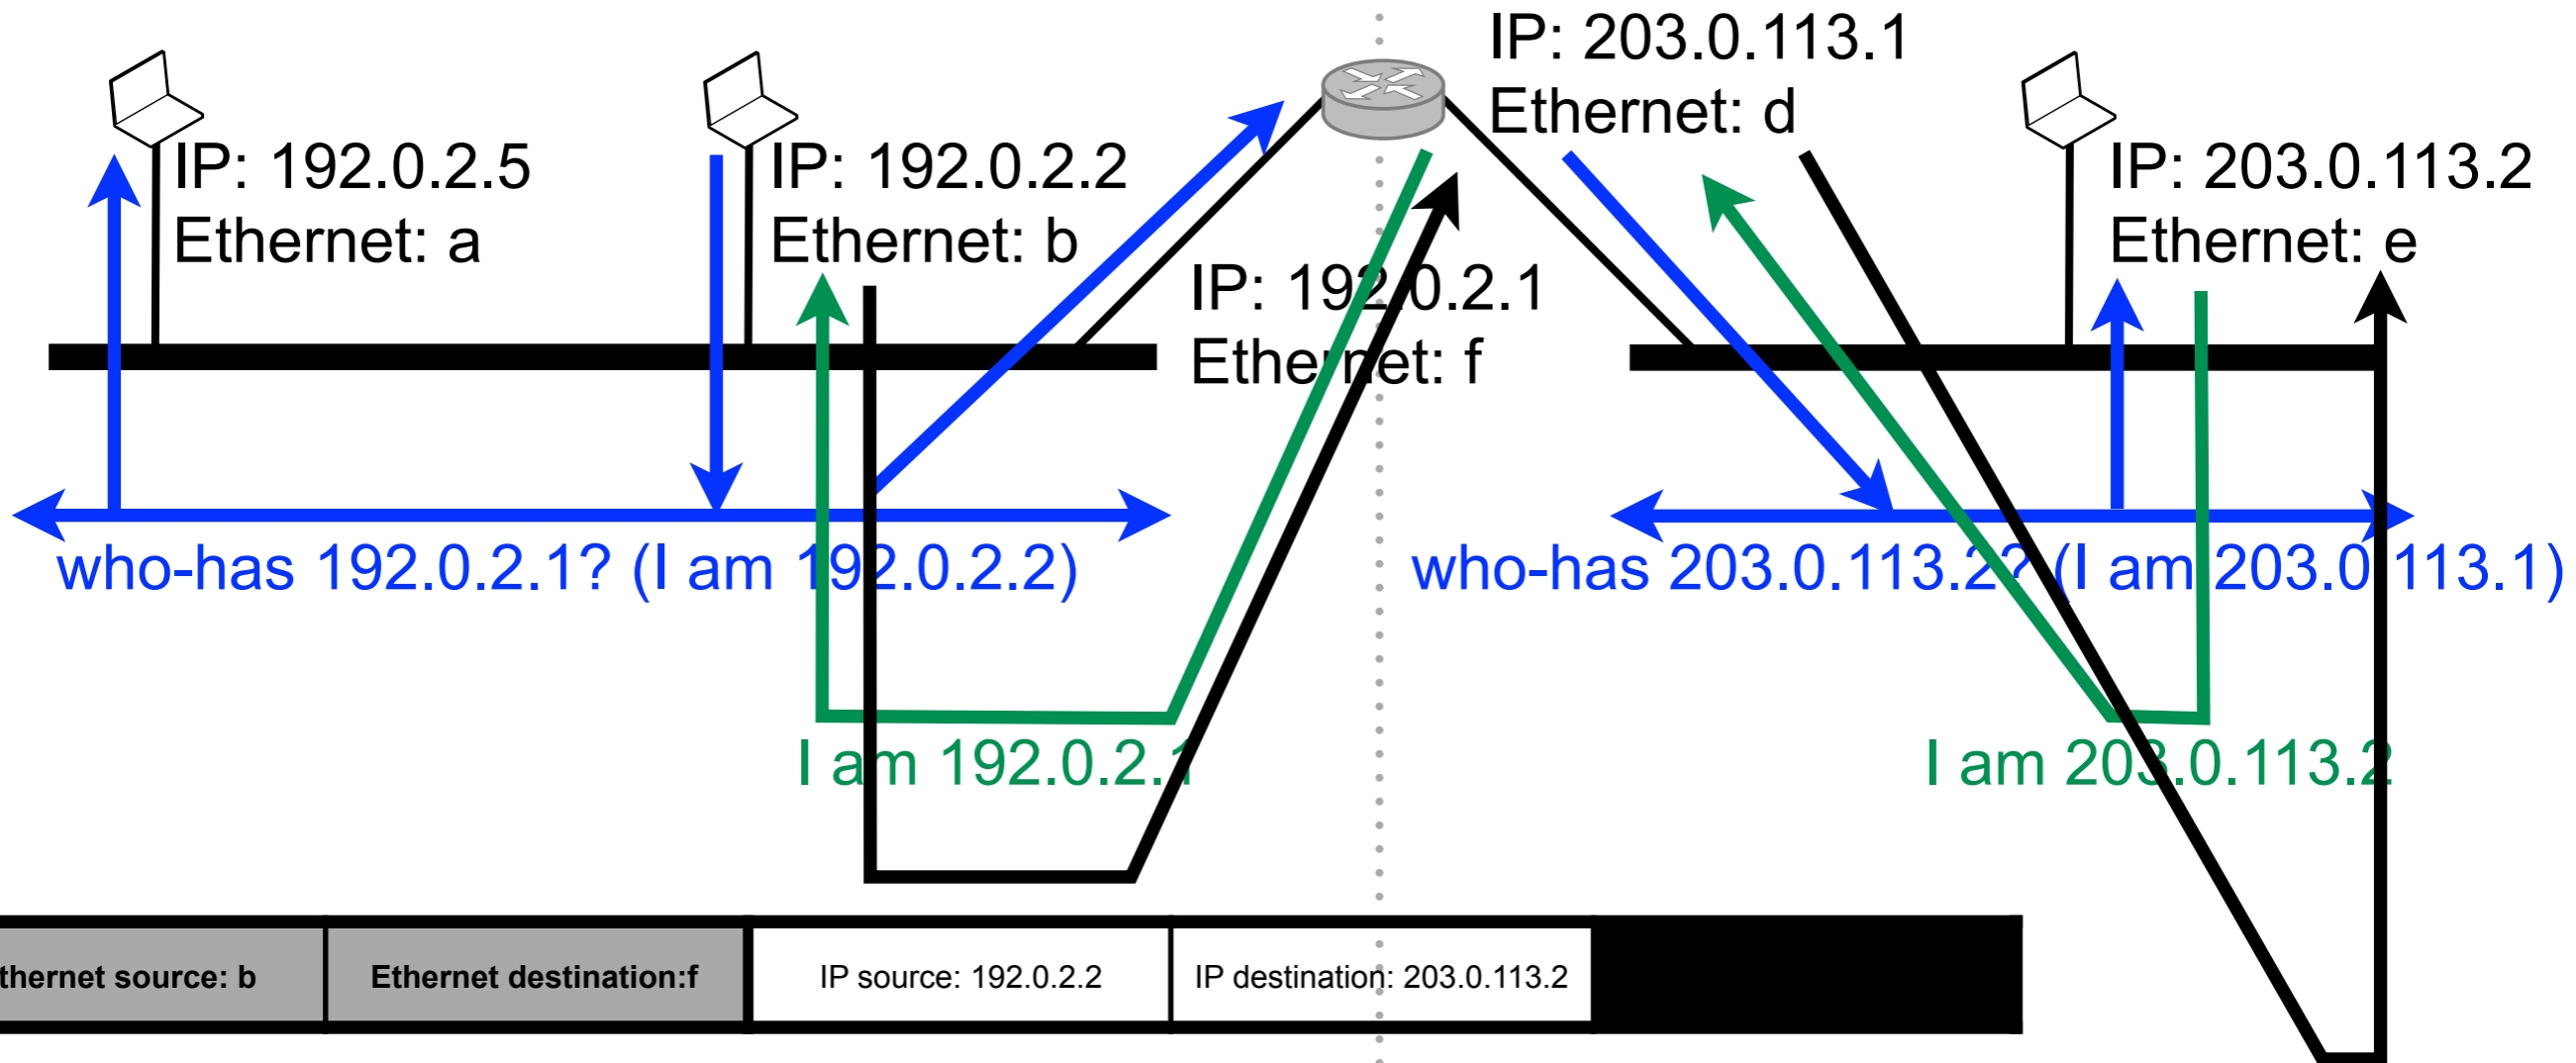 IP: 203.0.113.1
Ethernet: d
IP: 192.0.2.5
Ethernet: a
IP: 192.0.2.2
Ethernet: b
IP: 203.0.113.2
Ethernet: e
IP: 192.0.2.1
Ethernet: f
who-has 192.0.2.1? (I am 192.0.2.2)
who-has 203.0.113.2? (I am 203.0.113.1)
I am 192.0.2.1
I am 203.0.113.2
thernet source: b
Ethernet destination:f
IP source: 192.0.2.2
IP destination: 203.0.113.2